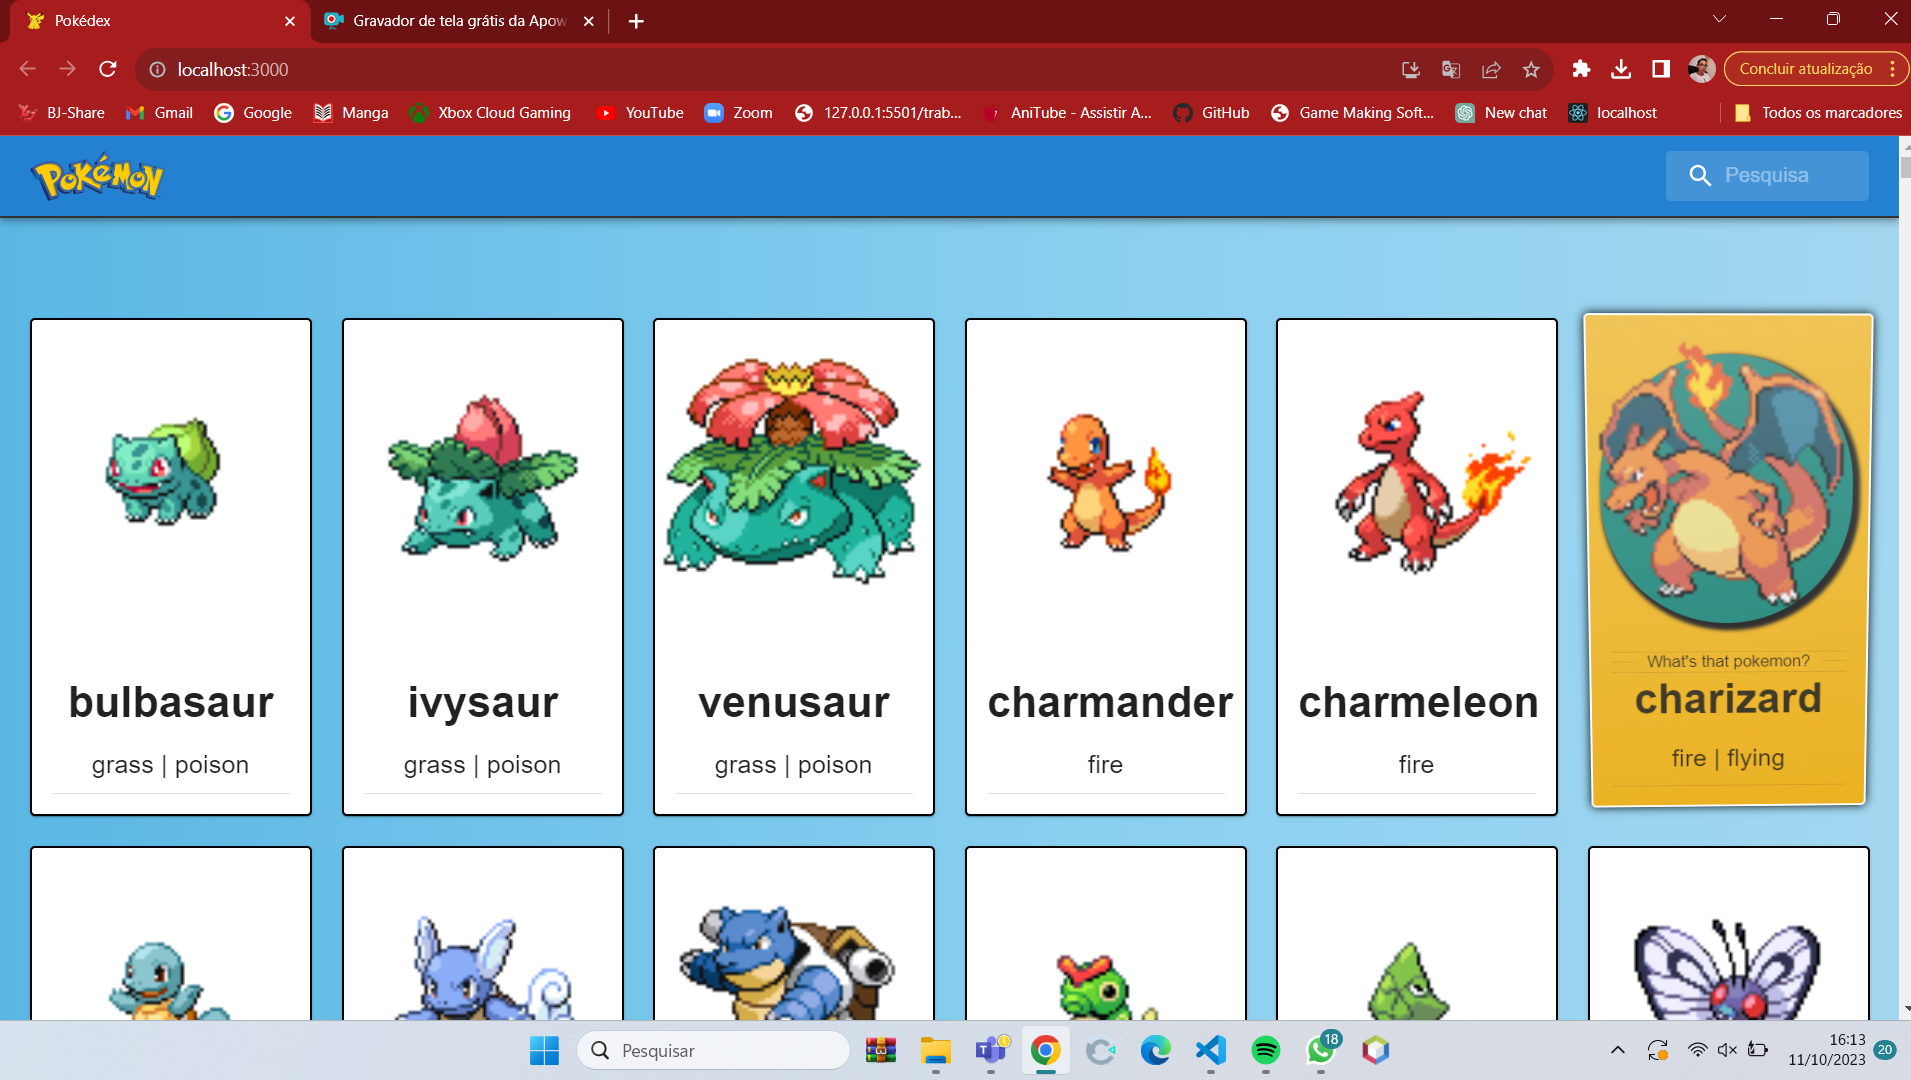 Pokédex
Gravador de tela grátis da Apow
localhost:3000
Concluir atualização
BJ-Share
Gmail
Google
Manga
Xbox Cloud Gaming
YouTube
Zoom
127.0.0.1:5501/trab...
AniTube - Assistir A...
GitHub
Game Making Soft...
New chat
localhost
Todos os marcadores
POKéMON
Pesquisa
What's that pokemon?
bulbasaur
ivysaur
venusaur
charmander
charmeleon
charizard
grass | poison
grass | poison
grass | poison
fire
fire
fire | flying
Pesquisar
18
16:13
11/10/2023
20